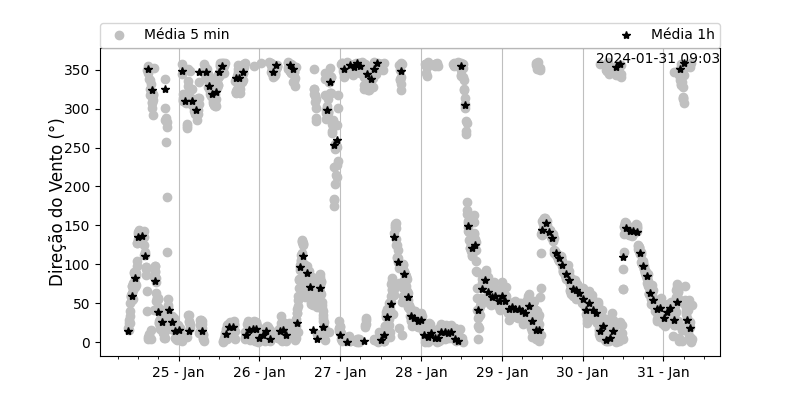 Média 5 min
Média 1h
2024-01-31 09:03
Direção do Vento (°)
350
300
250
200
150
100
50
0
25 - Jan
26 - Jan
27 - Jan
28 - Jan
29 - Jan
30 - Jan
31 - Jan